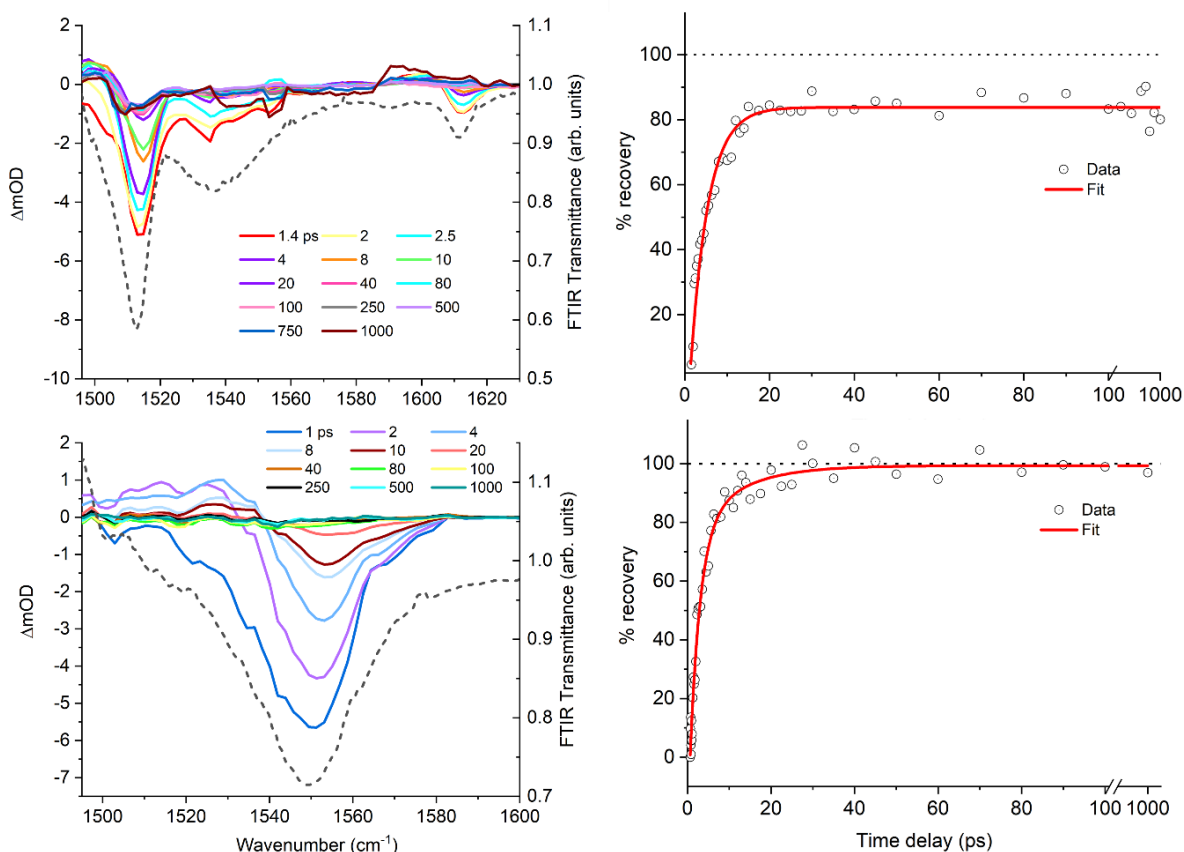 2
0
-2
-4
-6
-8
-10
ΔmOD
1500 1520 1540 1560 1580 1600 1620
1.1
1.0
0.9
0.8
0.7
0.6
0.5
FTIR Transmittance (arb. units)
1.4 ps 2 2.5
4 8 10
20 40 80
100 250 500
750 1000
100
80
60
40
20
% recovery
0 20 40 60 80 100 1000
Data
Fit
2
1
0
-1
-2
-3
-4
-5
-6
-7
ΔmOD
1500 1520 1540 1560 1580 1600
Wavenumber (cm-1)
1.1
1.0
0.9
0.8
0.7
FTIR Transmittance (arb. units)
1 ps 2 4
8 10 20
40 80 100
250 500 1000
100
80
60
40
20
0
% recovery
0 20 40 60 80 100 1000
Time delay (ps)
Data
Fit